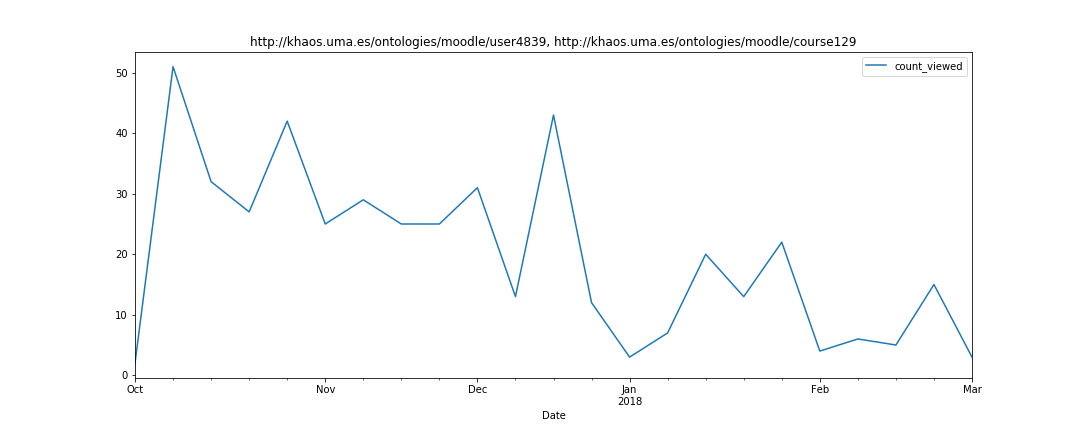 http://khaos.uma.es/ontologies/moodle/user4839, http://khaos.uma.es/ontologies/moodle/course129
count_viewed
50
40
30
20
10
0
Oct Nov Dec Jan Feb Mar
2018
Date